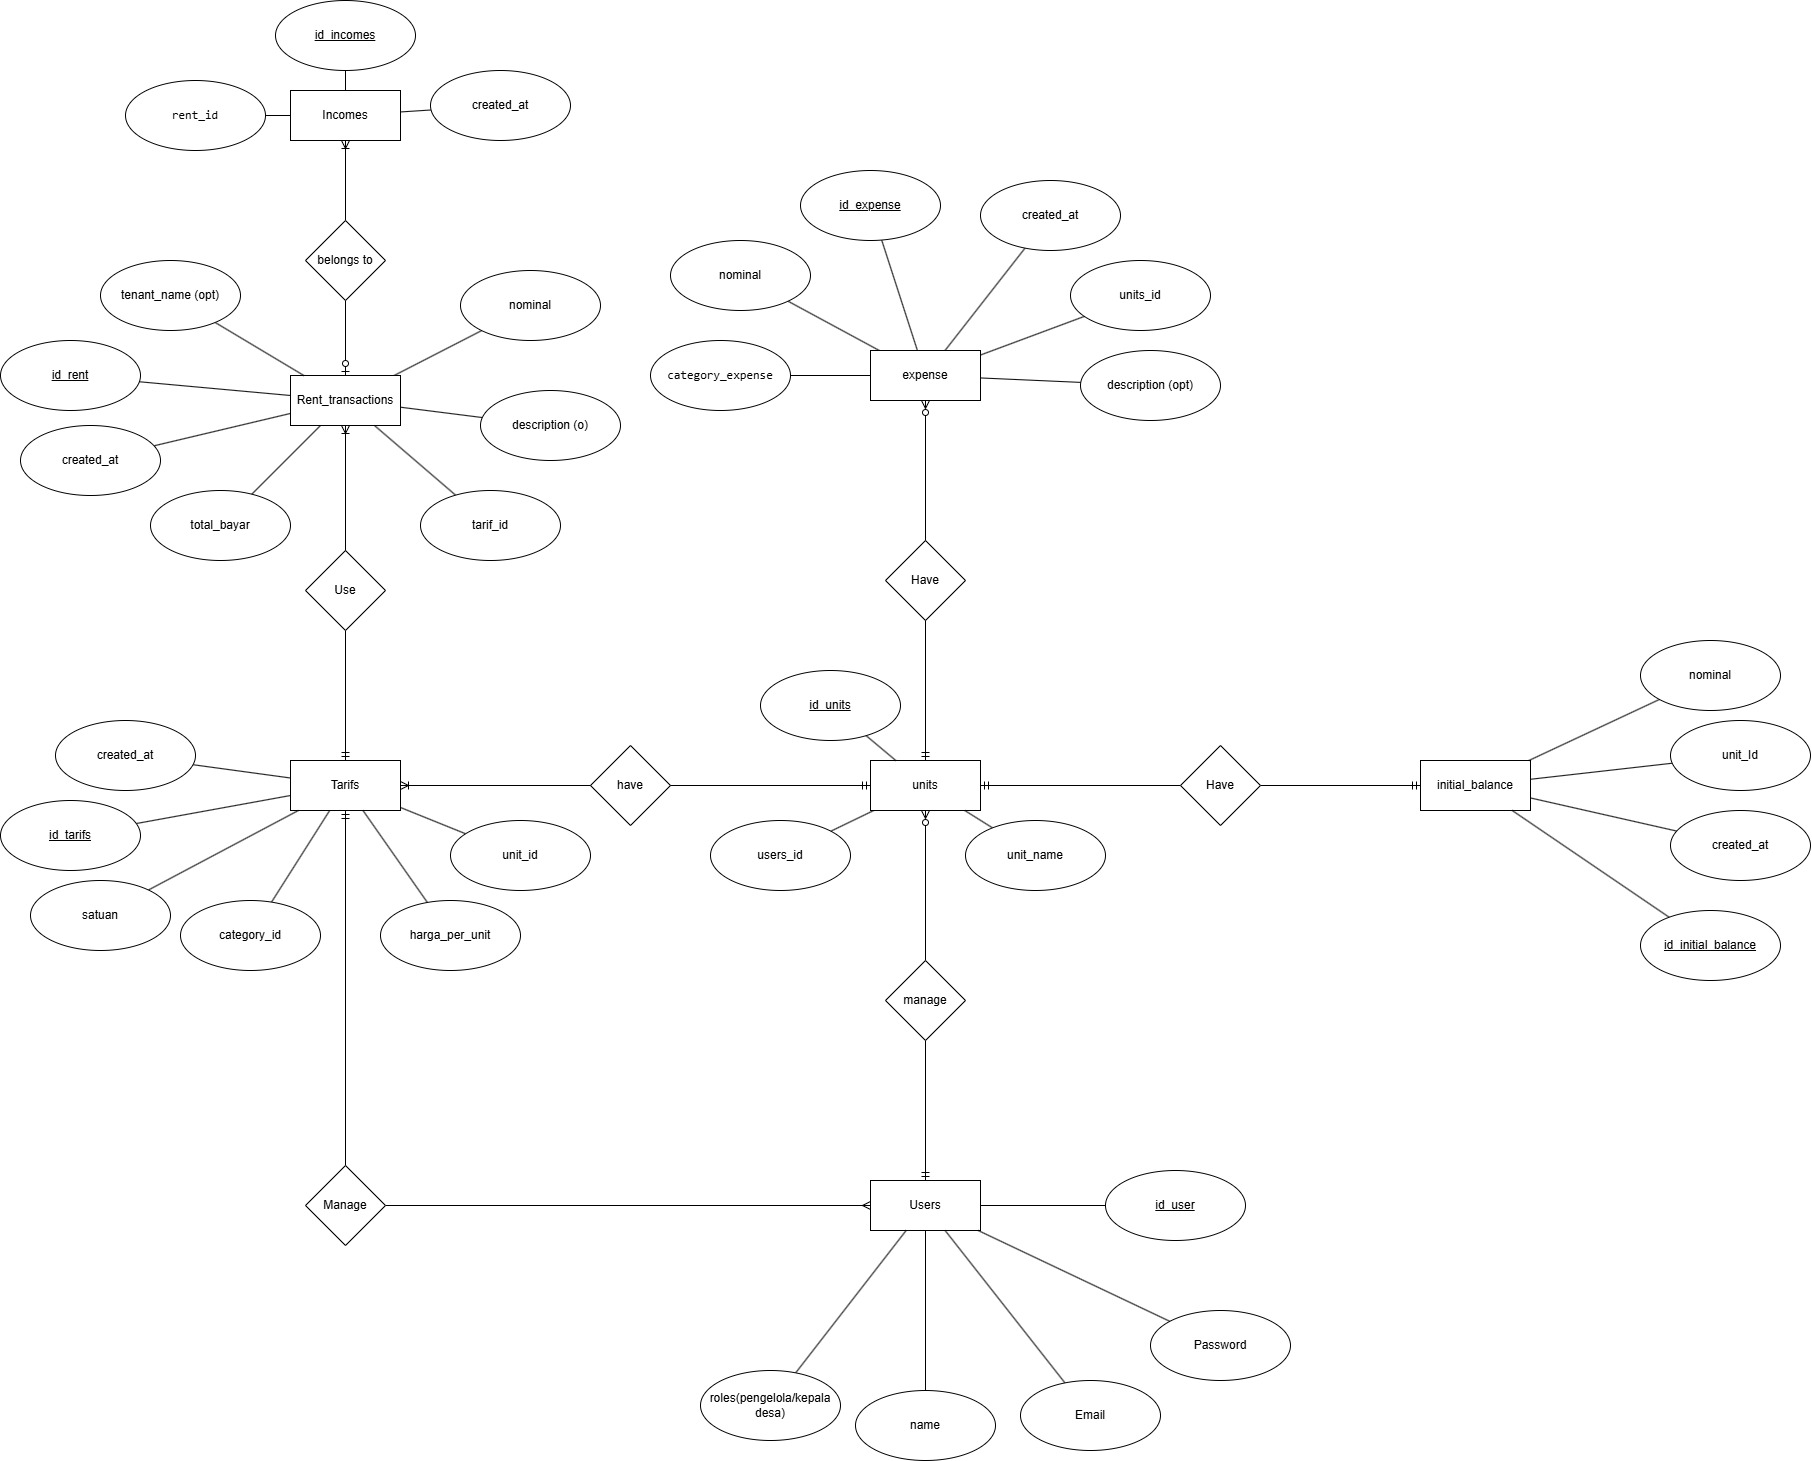 id_incomes
created_at
rent_id
Incomes
id_expense
created_at
belongs to
nominal
units_id
tenant_name (opt)
nominal
id_rent
category_expense
expense
description (opt)
Rent_transactions
description (o)
created_at
total_bayar
tarif_id
Have
Use
nominal
id_units
created_at
unit_Id
Tarifs
have
units
Have
initial_balance
id_tarifs
unit_id
users_id
unit_name
created_at
satuan
category_id
harga_per_unit
id_initial_balance
manage
Manage
Users
id_user
Password
roles(pengelola/kepala
desa)
name
Email